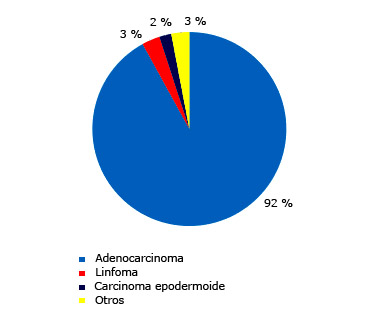 3 %
2 %
3 %
92 %
Adenocarcinoma
Linfoma
Carcinoma epodermoide
Otros